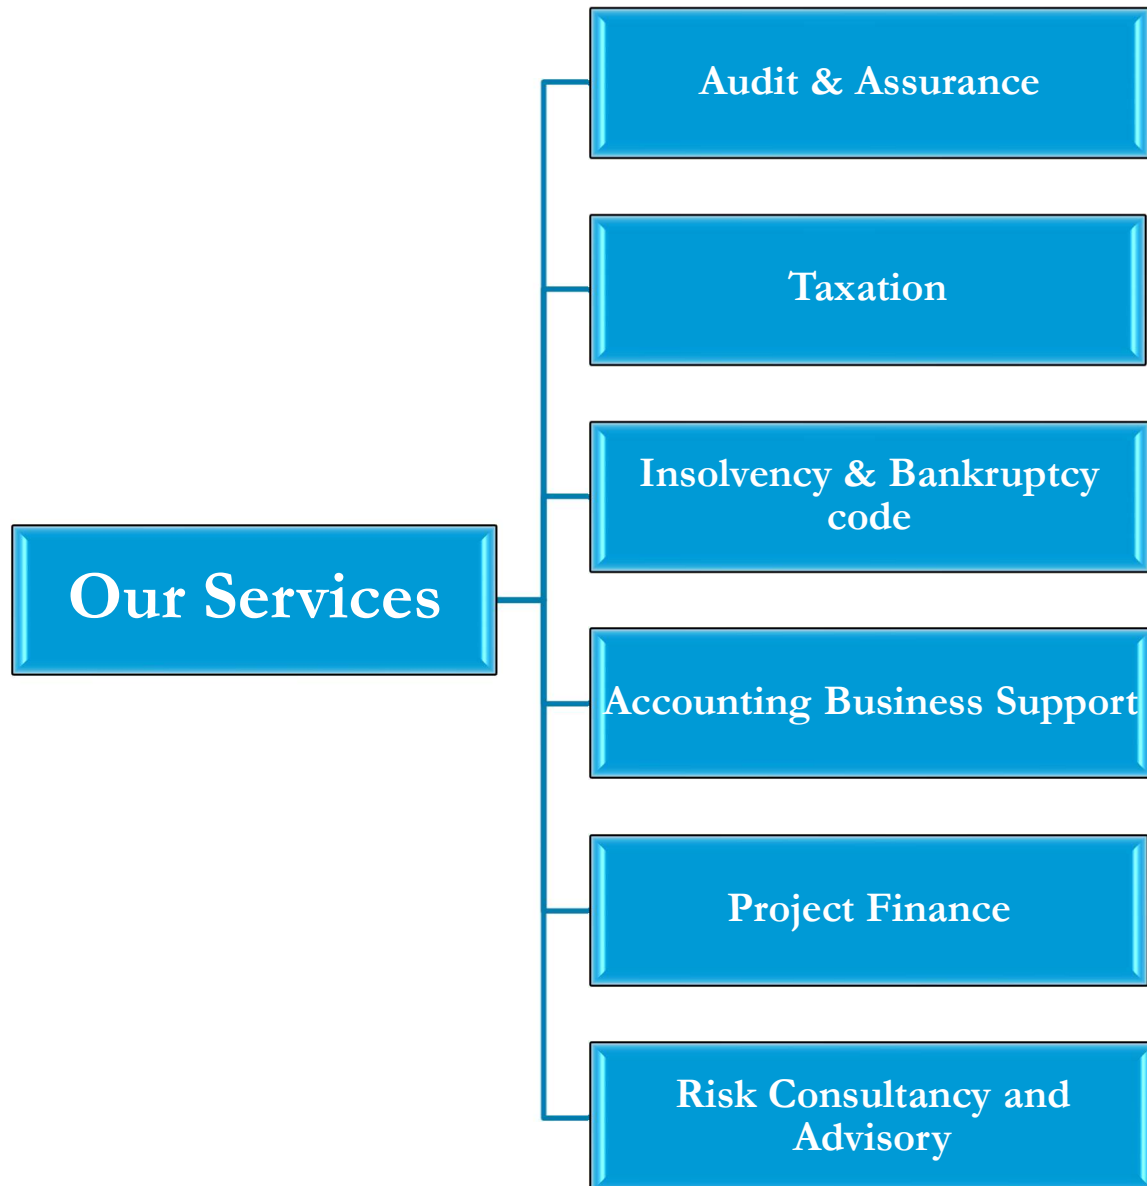 Audit & Assurance
Taxation
Insolvency & Bankruptcy
code
Our Services
Accounting Business Support
Project Finance
Risk Consultancy and
Advisory